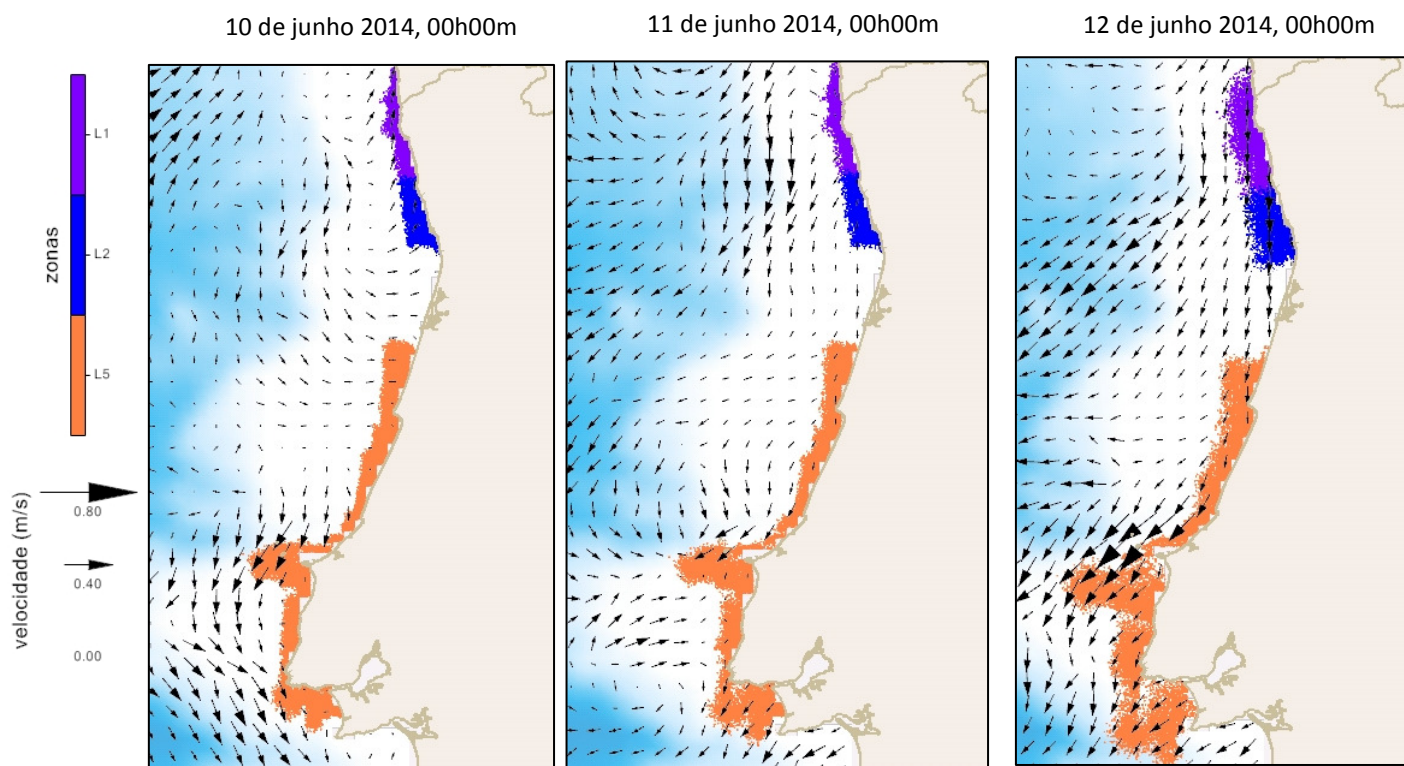 10 de junho 2014, 00h00m
11 de junho 2014, 00h00m
12 de junho 2014, 00h00m
zonas
L1
L2
L5
velocidade (m/s)
0.80
0.40
0.00